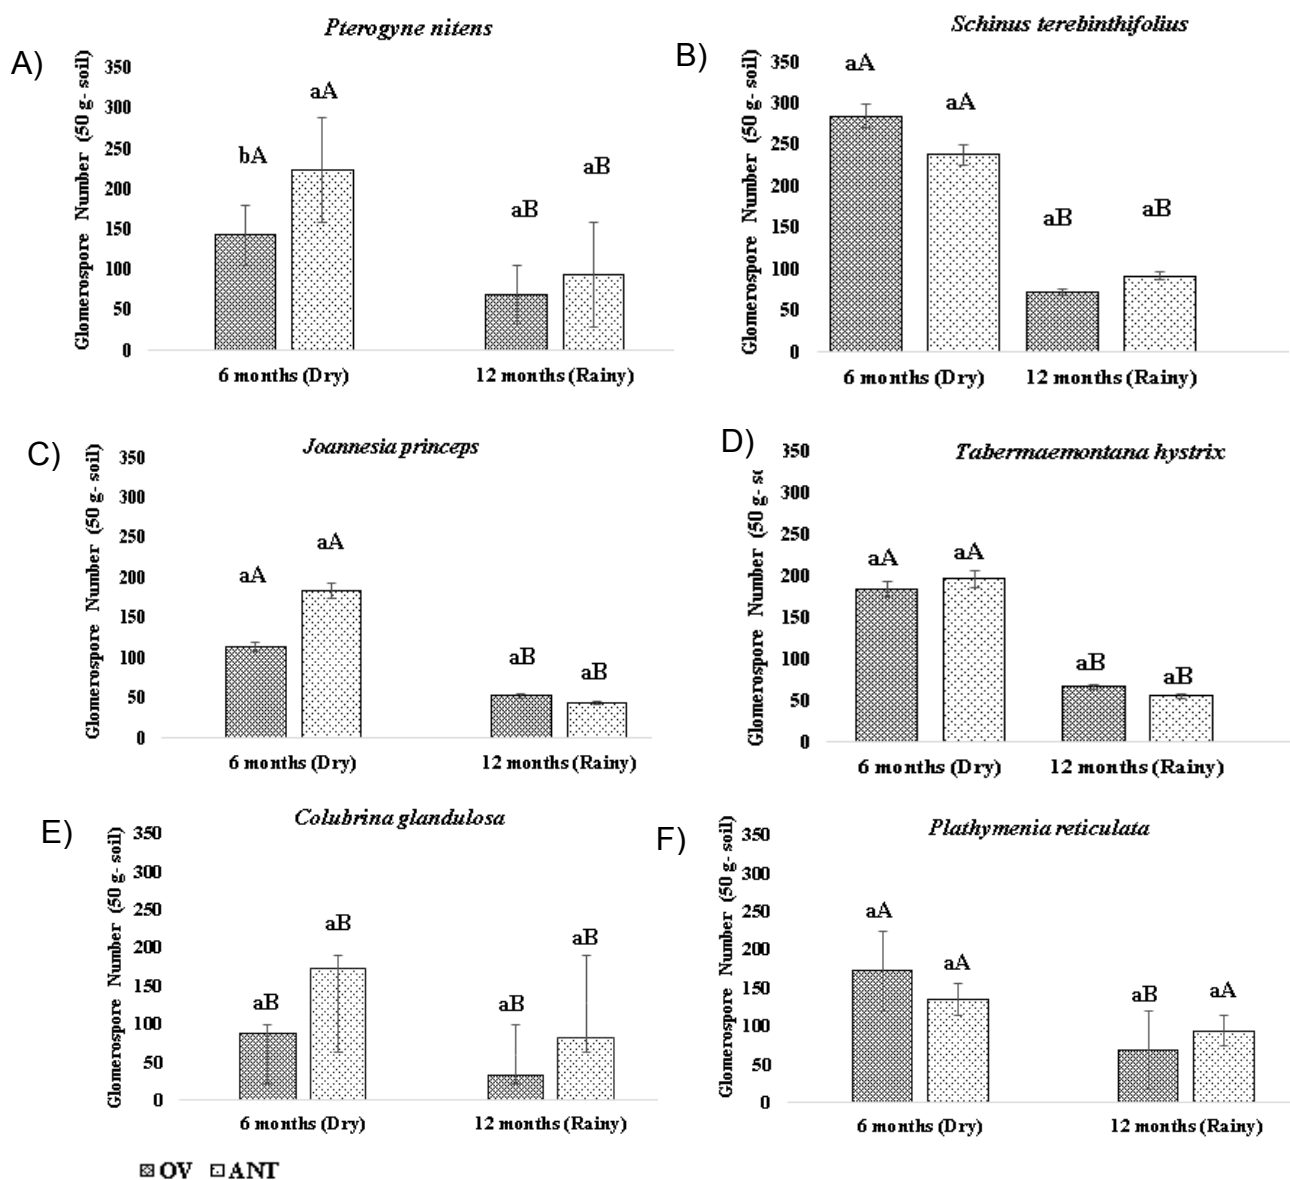 Pterogyne nitens
A)
Glomerospore Number (50 g- soil)
350
300
250
200
150
100
50
0
bA
aA
aB
aB
6 months (Dry)
12 months (Rainy)
Schinus terebinthifolius
B)
Glomerospore Number (50 g- soil)
350
300
250
200
150
100
50
0
aA
aA
aB
aB
6 months (Dry)
12 months (Rainy)
Joannesia princeps
C)
Glomerospore Number (50 g- soil)
350
300
250
200
150
100
50
0
aA
aA
aB
aB
6 months (Dry)
12 months (Rainy)
Tabermaemontana hystrix
D)
Glomerospore Number (50 g- so
350
300
250
200
150
100
50
0
aA
aA
aB
aB
6 months (Dry)
12 months (Rainy)
Colubrina glandulosa
E)
Glomerospore Number (50 g- soil)
350
300
250
200
150
100
50
0
aB
aB
aB
aB
6 months (Dry)
12 months (Rainy)
Plathymenia reticulata
F)
Glomerospore Number (50 g- soil)
350
300
250
200
150
100
50
0
aA
aA
aB
aA
6 months (Dry)
12 months (Rainy)
OV ANT